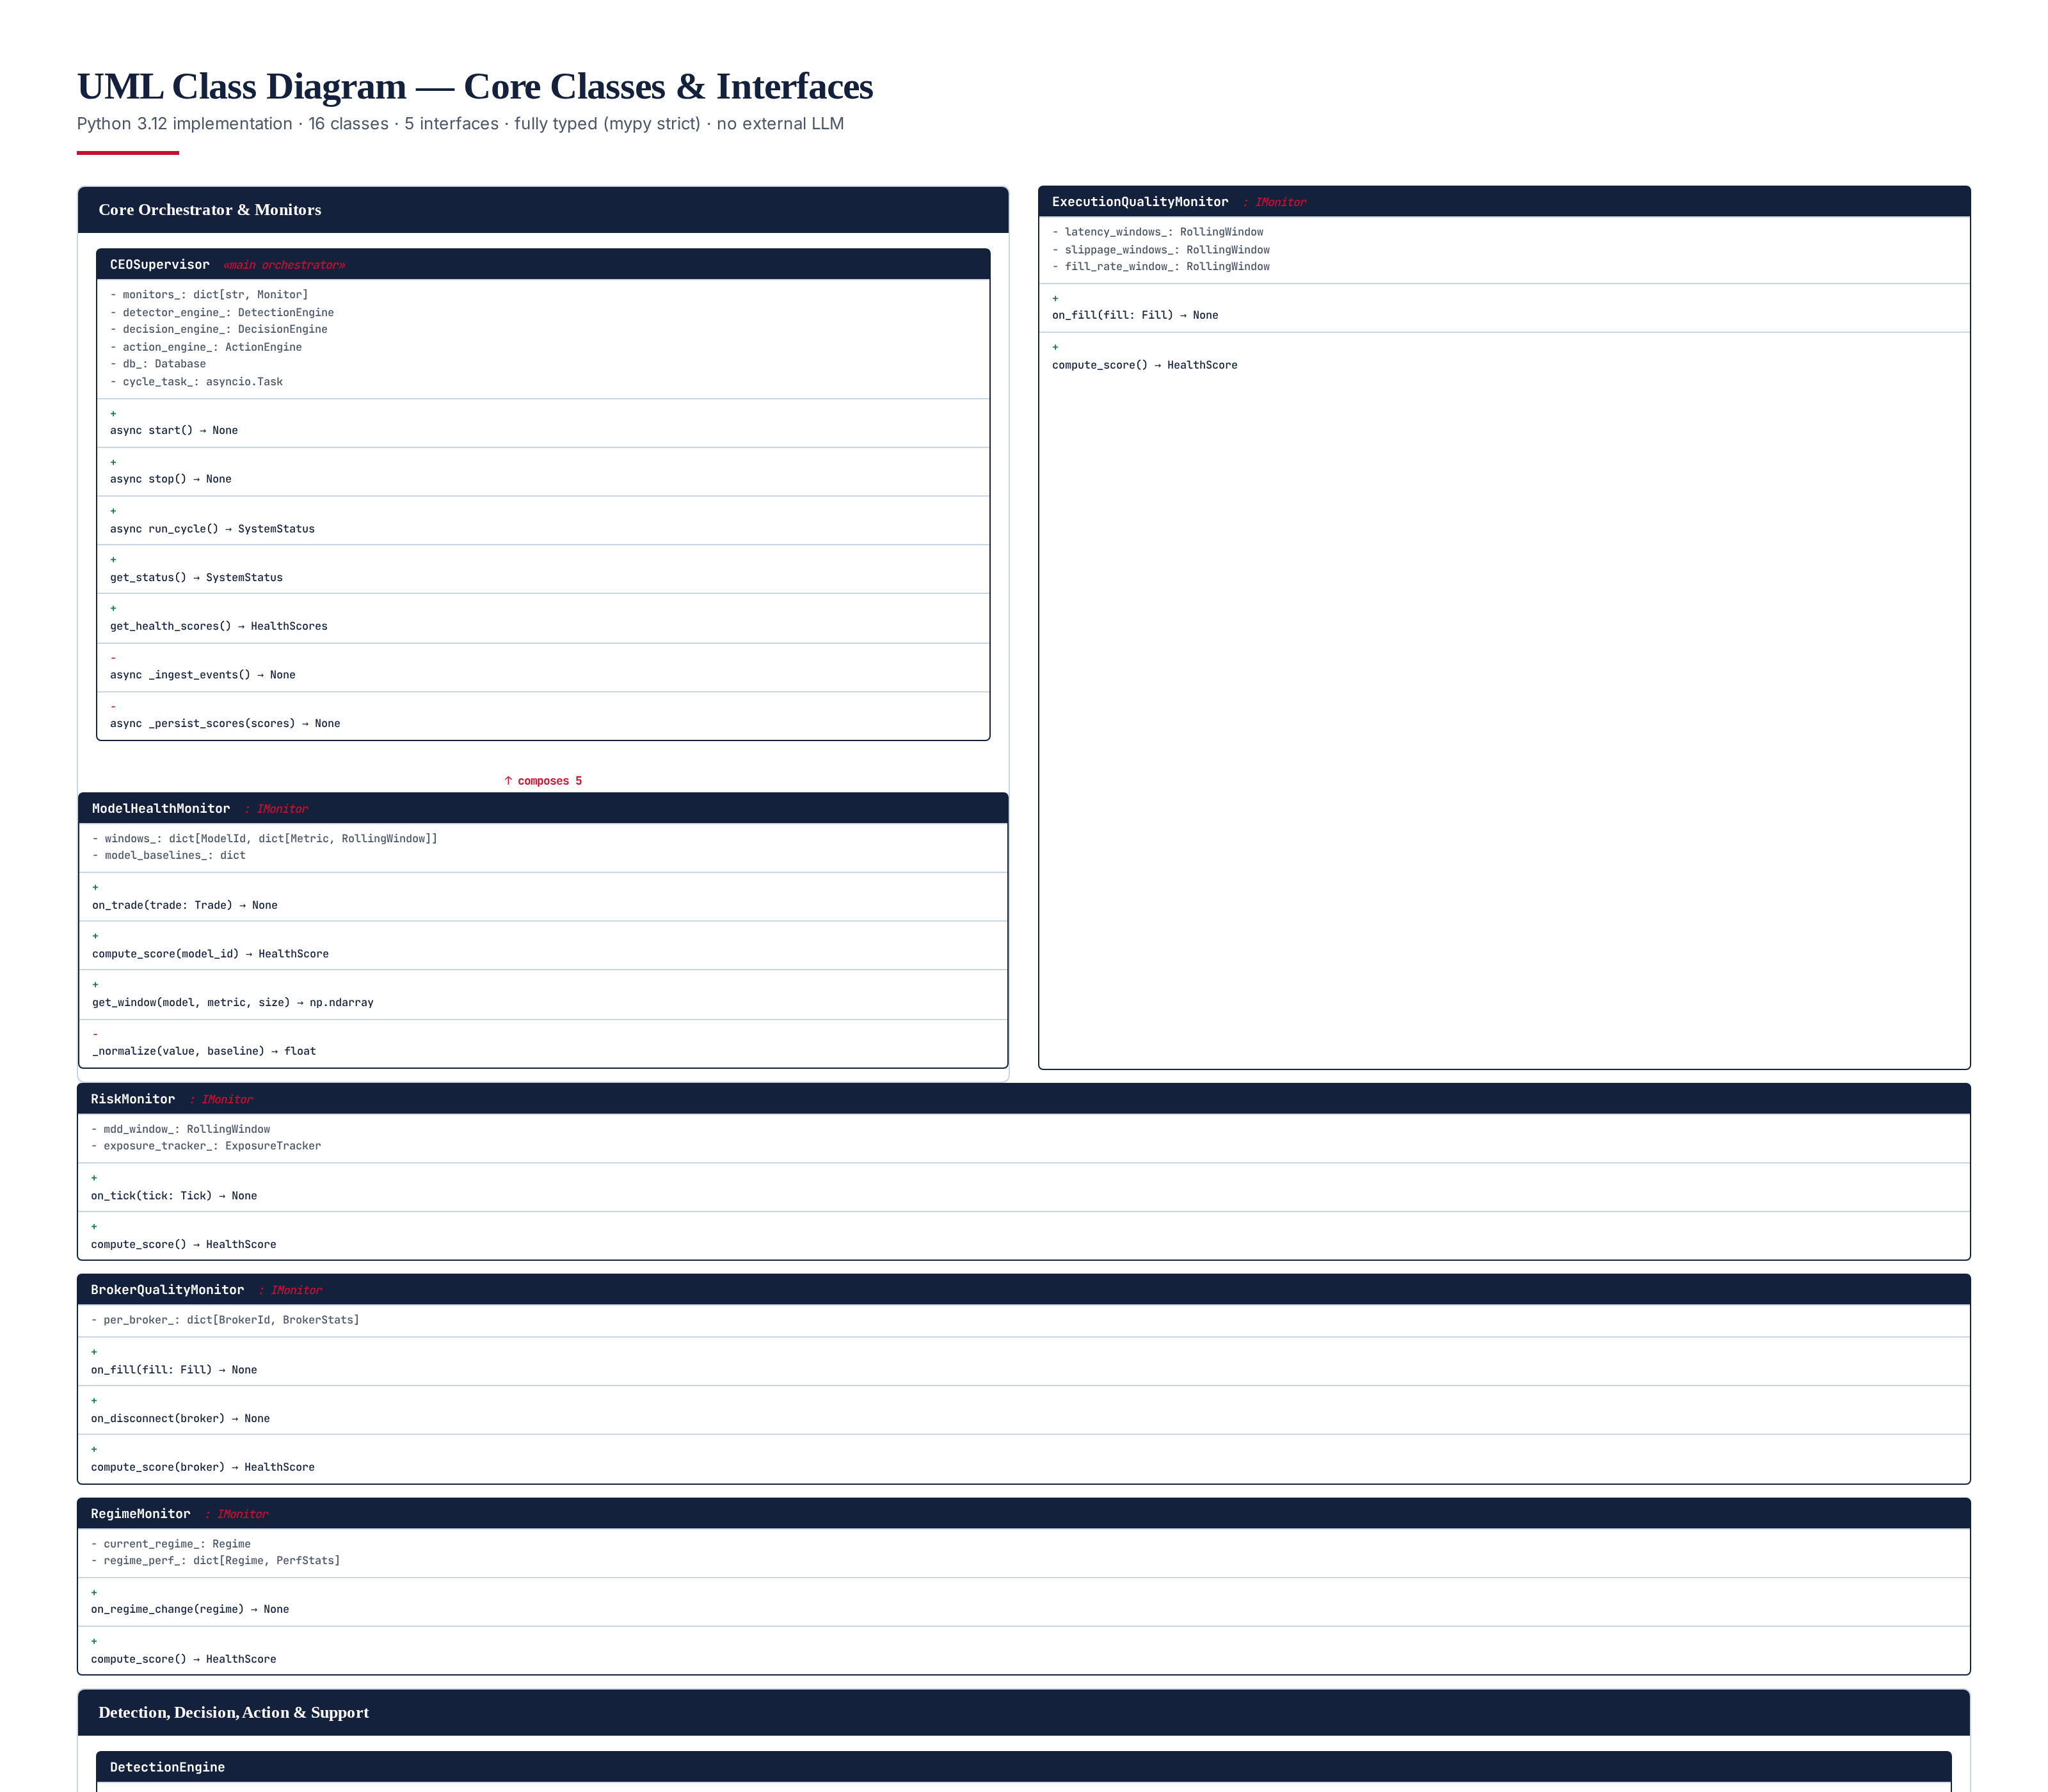 UML Class Diagram — Core Classes & Interfaces
Python 3.12 implementation · 16 classes · 5 interfaces · fully typed (mypy strict) · no external LLM
Core Orchestrator & Monitors
CEOSupervisor «main orchestrator»
- monitors_: dict[str, Monitor]
- detector_engine_: DetectionEngine
- decision_engine_: DecisionEngine
- action_engine_: ActionEngine
- db_: Database
- cycle_task_: asyncio.Task
+
async start() → None
+
async stop() → None
+
async run_cycle() → SystemStatus
+
get_status() → SystemStatus
+
get_health_scores() → HealthScores
-
async _ingest_events() → None
-
async _persist_scores(scores) → None
↑ composes 5
ModelHealthMonitor : IMonitor
- windows_: dict[ModelId, dict[Metric, RollingWindow]]
- model_baselines_: dict
+
on_trade(trade: Trade) → None
+
compute_score(model_id) → HealthScore
+
get_window(model, metric, size) → np.ndarray
-
_normalize(value, baseline) → float
ExecutionQualityMonitor : IMonitor
- latency_windows_: RollingWindow
- slippage_windows_: RollingWindow
- fill_rate_window_: RollingWindow
+
on_fill(fill: Fill) → None
+
compute_score() → HealthScore
RiskMonitor : IMonitor
- mdd_window_: RollingWindow
- exposure_tracker_: ExposureTracker
+
on_tick(tick: Tick) → None
+
compute_score() → HealthScore
BrokerQualityMonitor : IMonitor
- per_broker_: dict[BrokerId, BrokerStats]
+
on_fill(fill: Fill) → None
+
on_disconnect(broker) → None
+
compute_score(broker) → HealthScore
RegimeMonitor : IMonitor
- current_regime_: Regime
- regime_perf_: dict[Regime, PerfStats]
+
on_regime_change(regime) → None
+
compute_score() → HealthScore
Detection, Decision, Action & Support
DetectionEngine